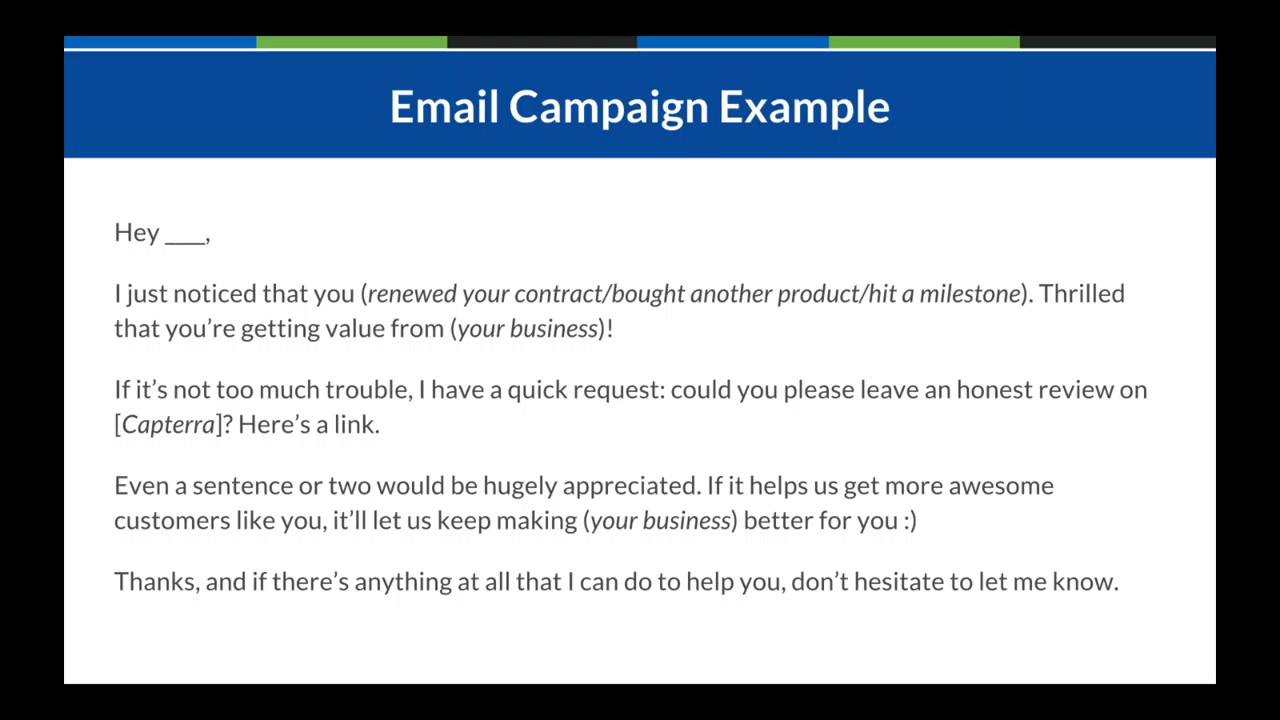 Email Campaign Example
Hey ____,
I just noticed that you (renewed your contract/bought another product/hit a milestone). Thrilled
that you’re getting value from (your business)!
If it’s not too much trouble, I have a quick request: could you please leave an honest review on
[Capterra]? Here’s a link.
Even a sentence or two would be hugely appreciated. If it helps us get more awesome
customers like you, it’ll let us keep making (your business) better for you :)
Thanks, and if there’s anything at all that I can do to help you, don’t hesitate to let me know.